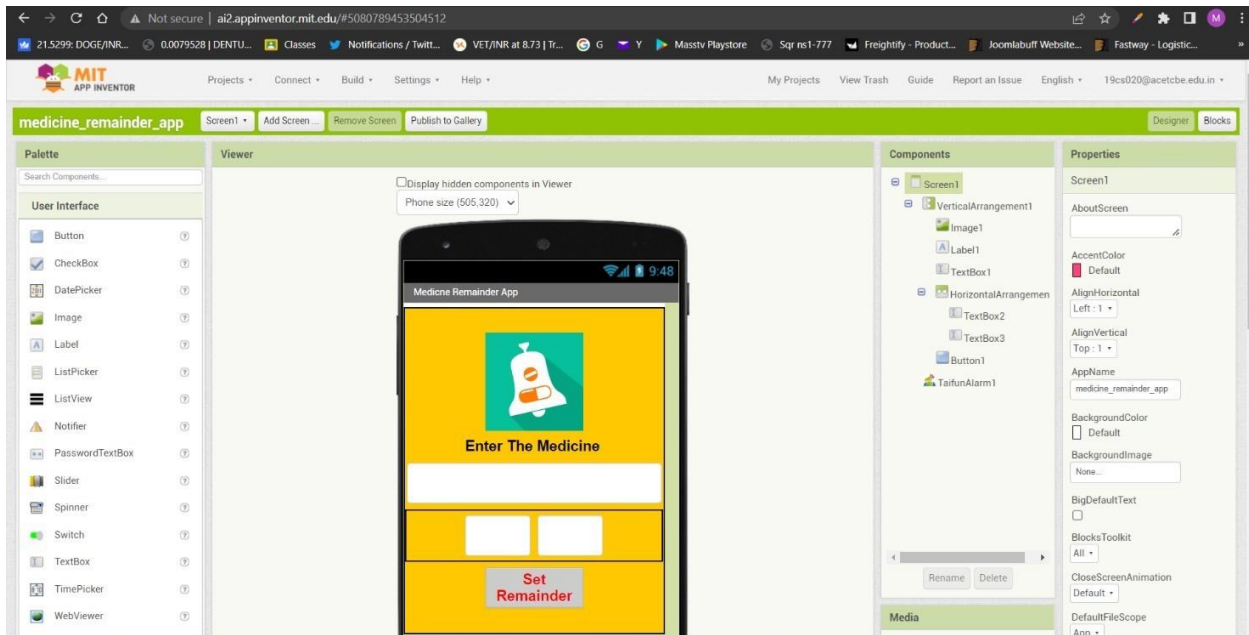 Not secure | ai2.appinventor.mit.edu/#5080789453504512
21.5299: DOGE/INR... 0.0079528 | DENTU... Classes Notifications / Twitt... VET/INR at 8.73 | Tr... G Y Masstv Playstore Sqr ns1-777 Freightify - Product... Joomlabuff Website... Fastway - Logistic... »
MIT
APP INVENTOR
Projects Connect Build Settings Help My Projects View Trash Guide Report an Issue English 19cs020@acetcbe.edu.in
medicine_remainder_app Screen1 Add Screen ... Remove Screen Publish to Gallery Designer Blocks
Palette
Search Components...
User Interface
Button
CheckBox
DatePicker
Image
Label
ListPicker
ListView
Notifier
PasswordTextBox
Slider
Spinner
Switch
TextBox
TimePicker
WebViewer
Viewer
Display hidden components in Viewer
Phone size (505,320)
9:48
Medicne Remainder App
Enter The Medicine
Set
Remainder
Components
Screen1
VerticalArrangement1
Image1
Label1
TextBox1
HorizontalArrangemen
TextBox2
TextBox3
Button1
TaifunAlarm1
Rename Delete
Media
Properties
Screen1
AboutScreen
AccentColor
Default
AlignHorizontal
Left : 1
AlignVertical
Top : 1
AppName
medicine_remainder_app
BackgroundColor
Default
BackgroundImage
None...
BigDefaultText
BlocksToolkit
All
CloseScreenAnimation
Default
DefaultFileScope
App
M